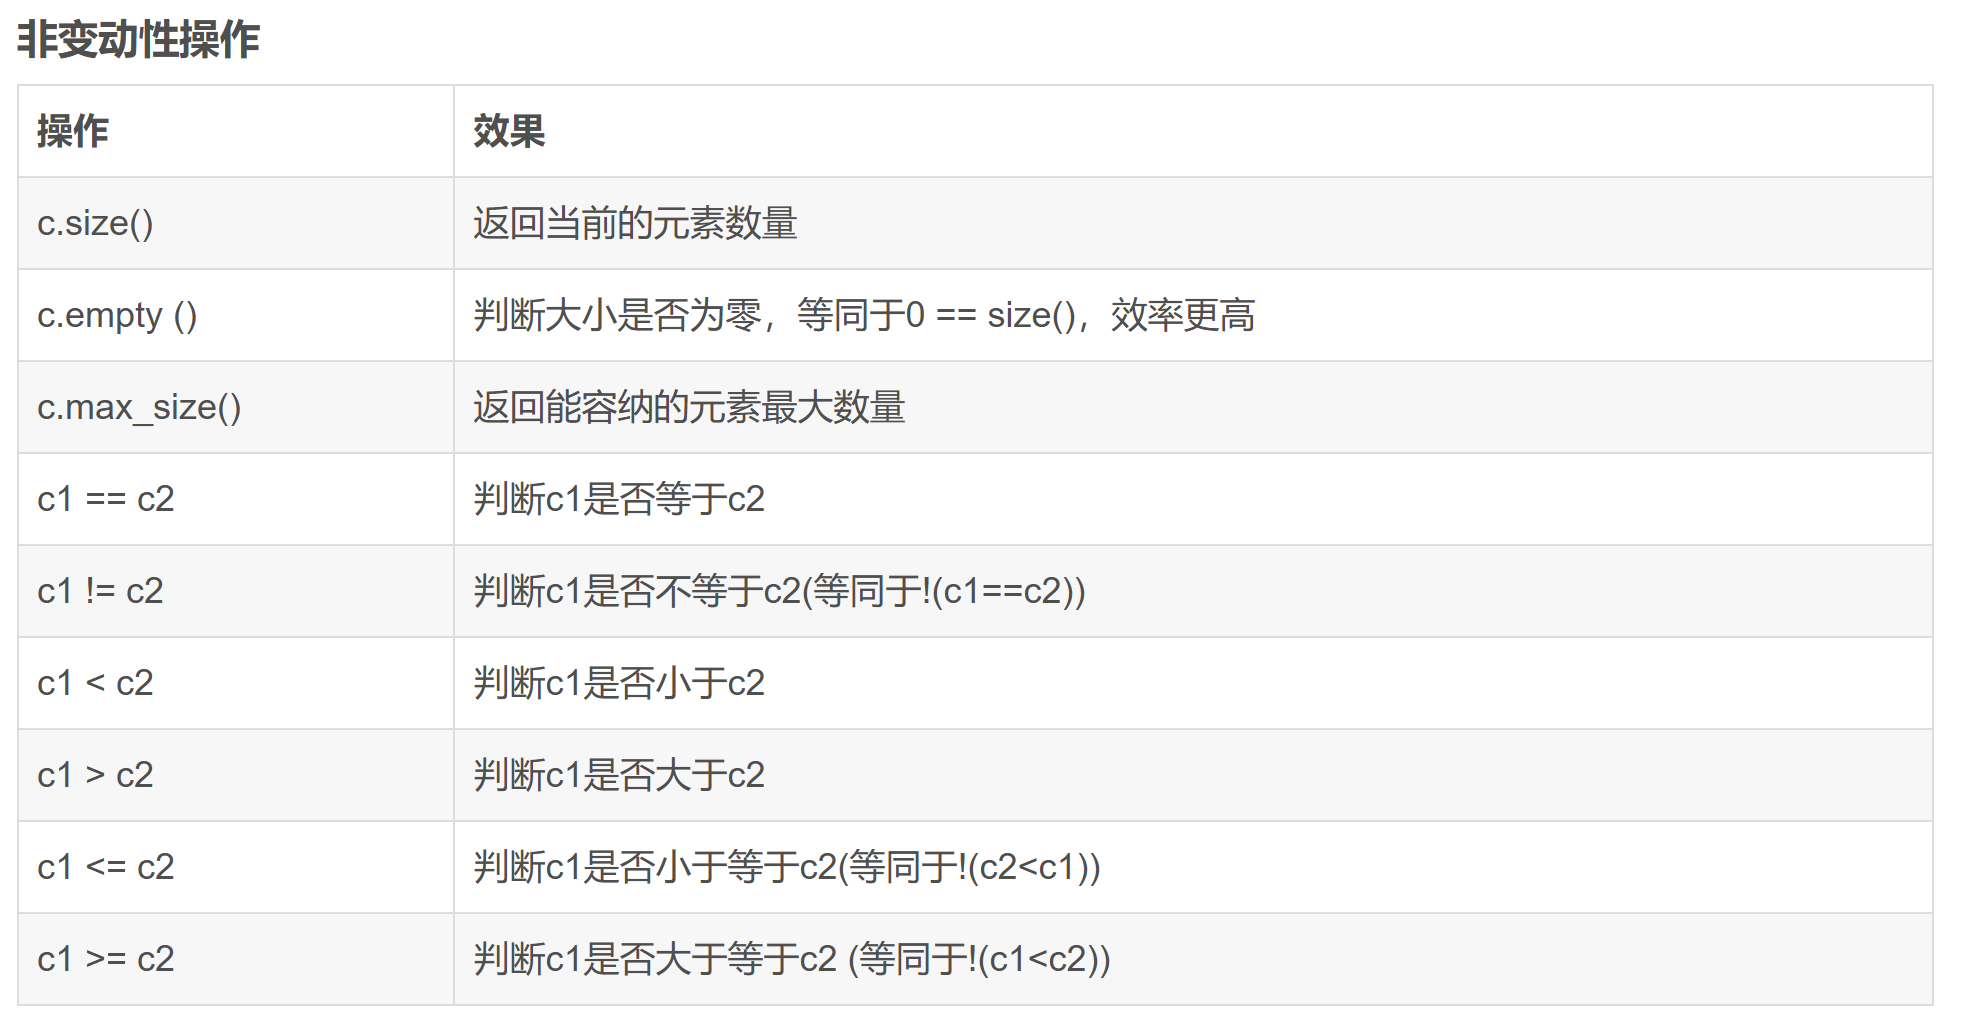 非变动性操作
操作 效果
c.size() 返回当前的元素数量
c.empty () 判断大小是否为零，等同于0 == size()，效率更高
c.max_size() 返回能容纳的元素最大数量
c1 == c2 判断c1是否等于c2
c1 != c2 判断c1是否不等于c2(等同于!(c1==c2))
c1 < c2 判断c1是否小于c2
c1 > c2 判断c1是否大于c2
c1 <= c2 判断c1是否小于等于c2(等同于!(c2<c1))
c1 >= c2 判断c1是否大于等于c2 (等同于!(c1<c2))